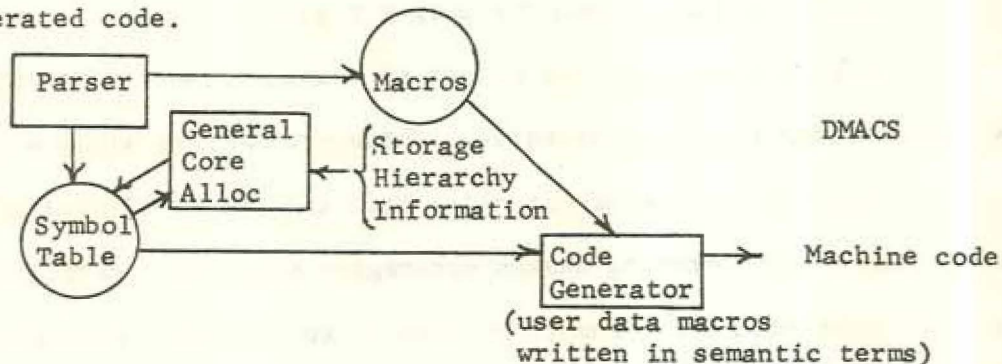 erated code.
Parser
Macros
DMACS
General
Core
Alloc
Storage
Hierarchy
Information
Symbol
Table
Code
Generator
Machine code
(user data macros
written in semantic terms)